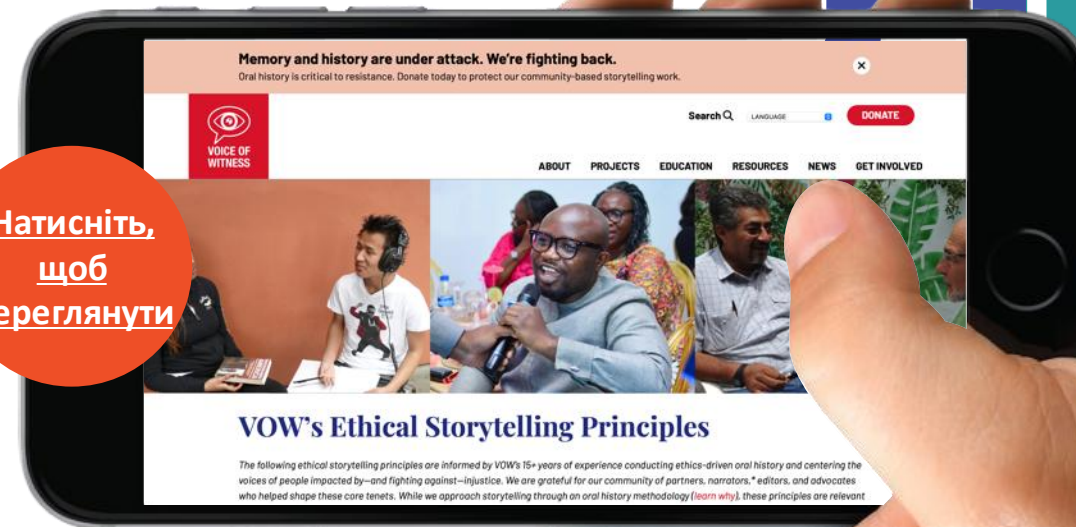 Memory and history are under attack. We're fighting back.
Oral history is critical to resistance. Donate today to protect our community-based storytelling work.
Search
LANGUAGE
DONATE
VOICE OF
WITNESS
ABOUT PROJECTS EDUCATION RESOURCES NEWS GET INVOLVED
Натисніть,
щоб
ереглянути
VOW's Ethical Storytelling Principles
The following ethical storytelling principles are informed by VOW's 15+ years of experience conducting ethics-driven oral history and centering the
voices of people impacted by—and fighting against—injustice. We are grateful for our community of partners, narrators,* editors, and advocates
who helped shape these core tenets. While we approach storytelling through an oral history methodology (learn why), these principles are relevant